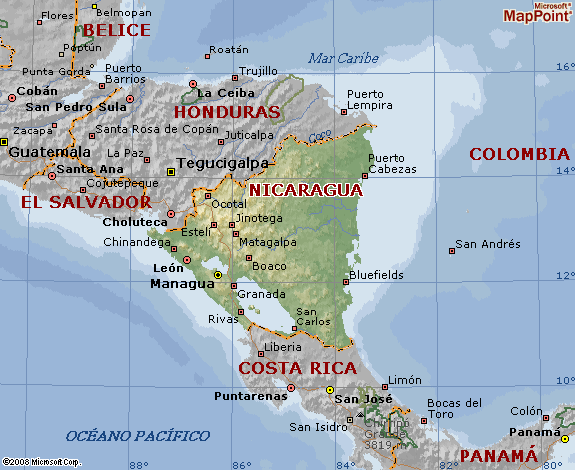 Flores
Belmopan
BELICE
Microsoft®
MapPoint®
Poptún
Roatán
Mar Caribe
Punta Gorda
Puerto Barrios
Trujillo
16°
Cobán
La Ceiba
Puerto Lempira
San Pedro Sula
HONDURAS
Zacapa
Santa Rosa de Copán
Juticalpa
Coco
Guatemala
La Paz
Tegucigalpa
Puerto Cabezas
COLOMBIA
Santa Ana
Cojutepeque
NICARAGUA
14°
EL SALVADOR
Ocotal
Choluteca
Estelí
Jinotega
Chinandega
Matagalpa
San Andrés
León
Boaco
Managua
Bluefields
12°
Granada
Rivas
San Carlos
Liberia
COSTA RICA
Puntarenas
San José
Limón
10°
San Isidro
Chirripó Grande
3819 m
Bocas del Toro
Colón
OCÉANO PACÍFICO
Panamá
PANAMÁ
©2008 Microsoft Corp.
88°
86°
84°
82°
80°